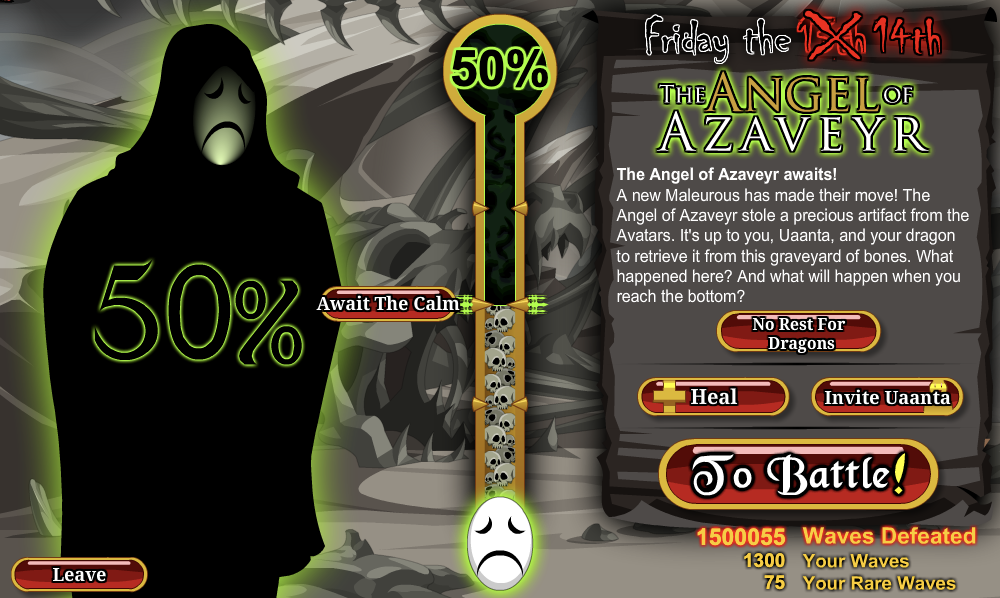 50%
50%
Await The Calm
Leave
Friday the 13th 14th
THE ANGEL OF
AZAVEYR
The Angel of Azaveyr awaits!
A new Maleurous has made their move! The
Angel of Azaveyr stole a precious artifact from the
Avatars. It's up to you, Uaanta, and your dragon
to retrieve it from this graveyard of bones. What
happened here? And what will happen when you
reach the bottom?
No Rest For
Dragons
Heal
Invite Uaanta
To Battle!
1500055 Waves Defeated
1300 Your Waves
75 Your Rare Waves